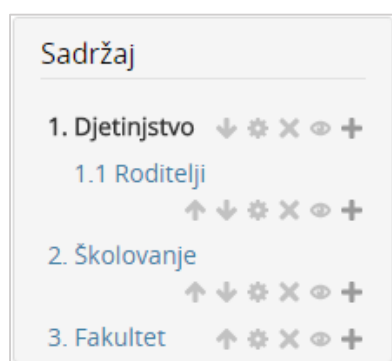 Sadržaj
1. Djetinjstvo
1.1 Roditelji
2. Školovanje
3. Fakultet